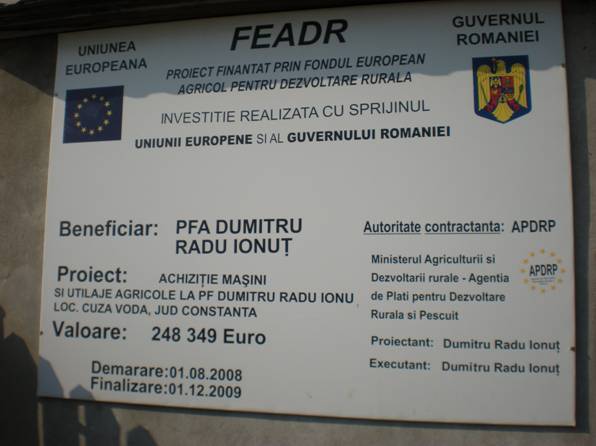 UNIUNEA
EUROPEANA
FEADR
GUVERNUL
ROMANIEI
PROIECT FINANTAT PRIN FONDUL EUROPEAN
AGRICOL PENTRU DEZVOLTARE RURALA
INVESTITIE REALIZATA CU SPRIJINUL
UNIUNII EUROPENE SI AL GUVERNULUI ROMANIEI
Beneficiar: PFA DUMITRU
RADU IONUȚ
Proiect: ACHIZIȚIE MAȘINI
SI UTILAJE AGRICOLE LA PF DUMITRU RADU IONU
LOC. CUZA VODA, JUD CONSTANTA
Valoare: 248 349 Euro
Demarare:01.08.2008
Finalizare:01.12.2009
Autoritate contractanta: APDRP
Ministerul Agriculturii si
Dezvoltarii rurale - Agentia
de Plati pentru Dezvoltare
Rurala si Pescuit
APDRP
Proiectant: Dumitru Radu Ionuț
Executant: Dumitru Radu Ionuț